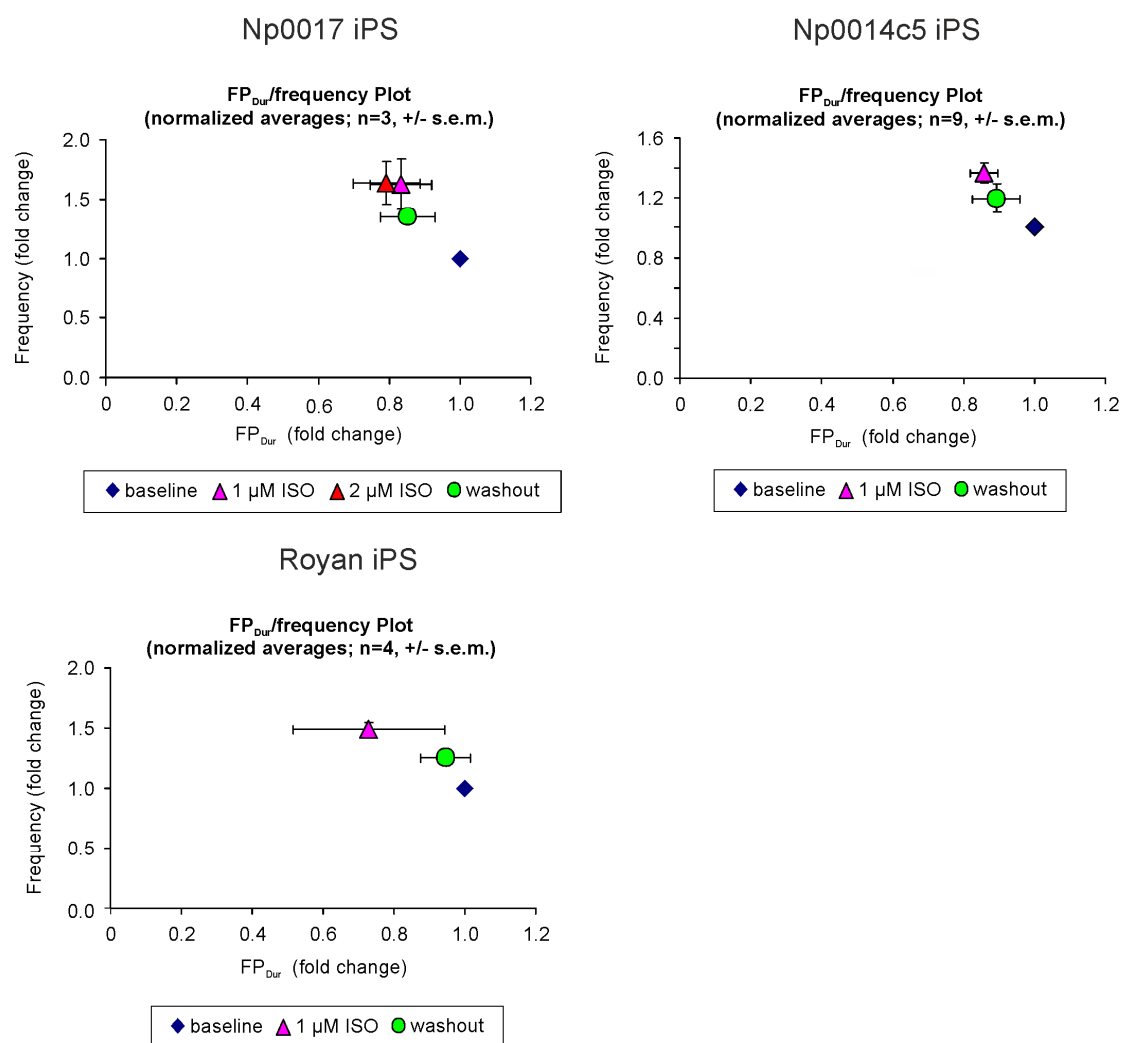 Np0017 iPS
FPDur/frequency Plot
(normalized averages; n=3, +/- s.e.m.)
2.0
1.5
1.0
0.5
0.0
Frequency (fold change)
0 0.2 0.4 0.6 0.8 1.0 1.2
FPDur (fold change)
baseline 1 µM ISO 2 µM ISO washout
Np0014c5 iPS
FPDur/frequency Plot
(normalized averages; n=9, +/- s.e.m.)
1.6
1.2
0.8
0.4
0.0
Frequency (fold change)
0 0.2 0.4 0.6 0.8 1.0 1.2
FPDur (fold change)
baseline 1 µM ISO washout
Royan iPS
FPDur/frequency Plot
(normalized averages; n=4, +/- s.e.m.)
2.0
1.5
1.0
0.5
0.0
Frequency (fold change)
0 0.2 0.4 0.6 0.8 1.0 1.2
FPDur (fold change)
baseline 1 µM ISO washout